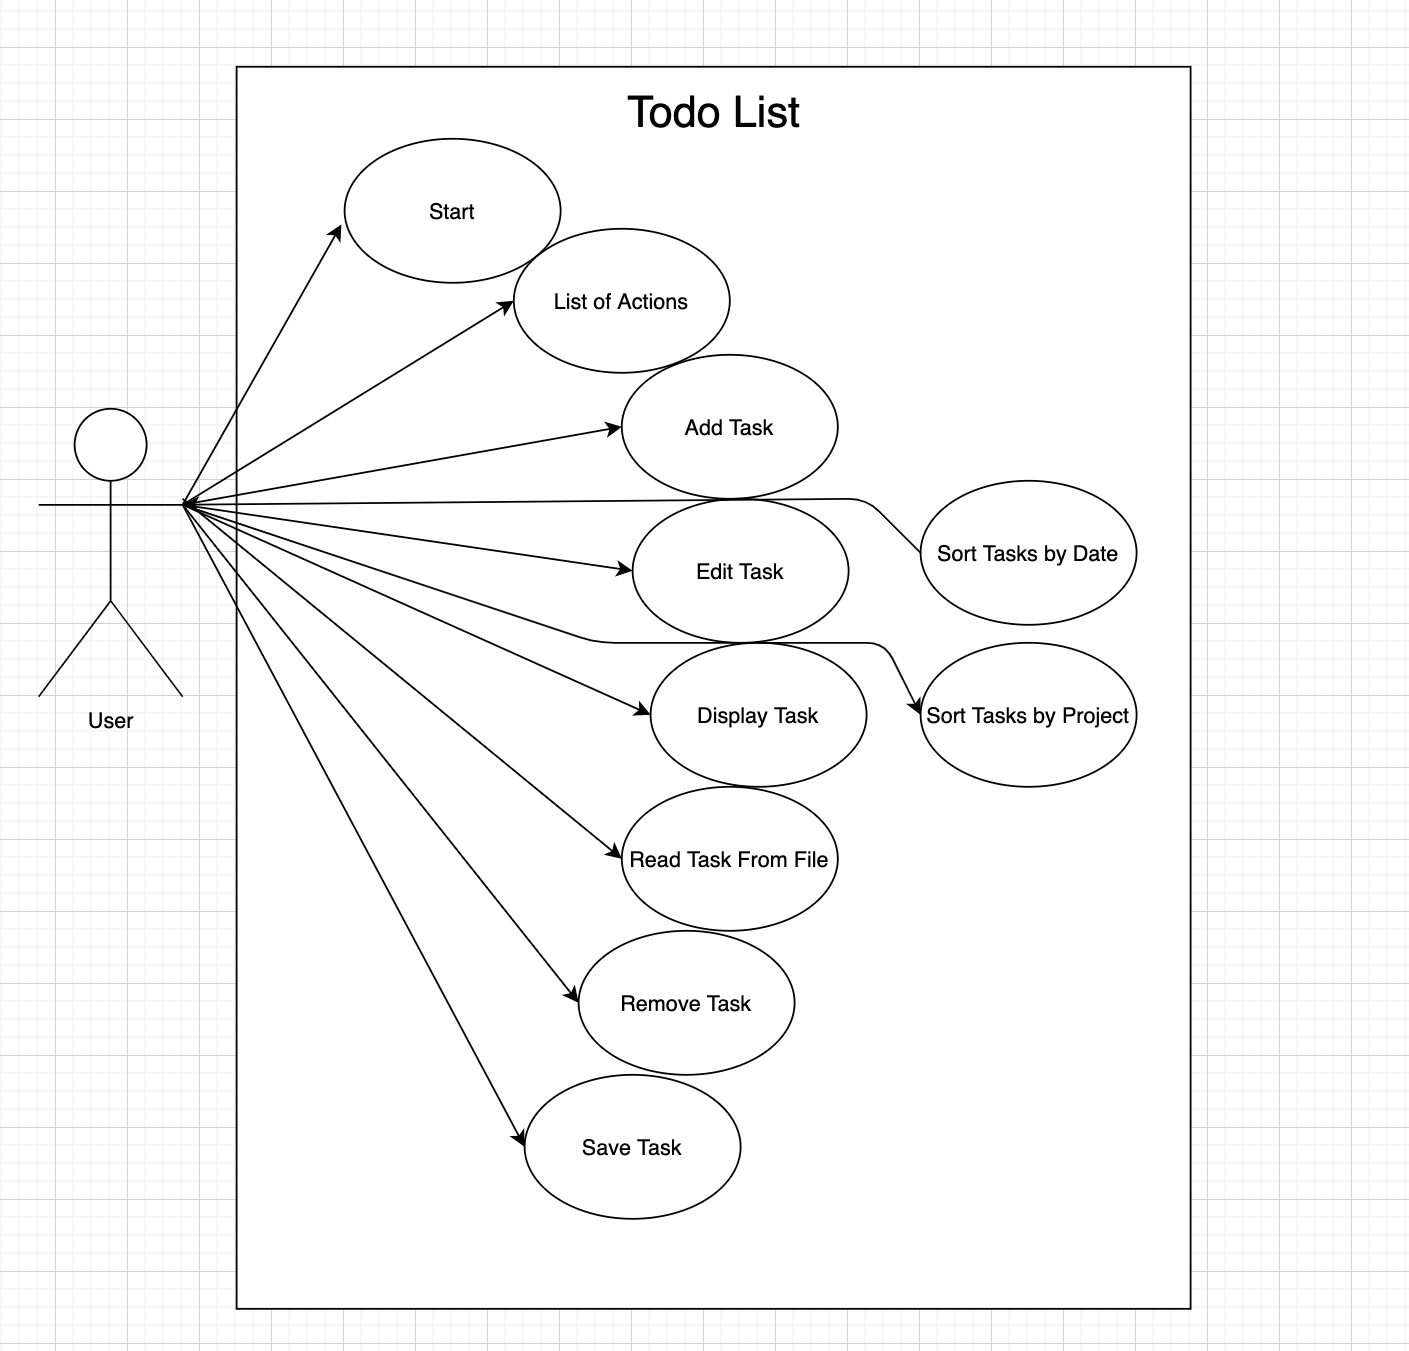 Todo List
Start
List of Actions
Add Task
Sort Tasks by Date
Edit Task
Display Task
Sort Tasks by Project
User
Read Task From File
Remove Task
Save Task